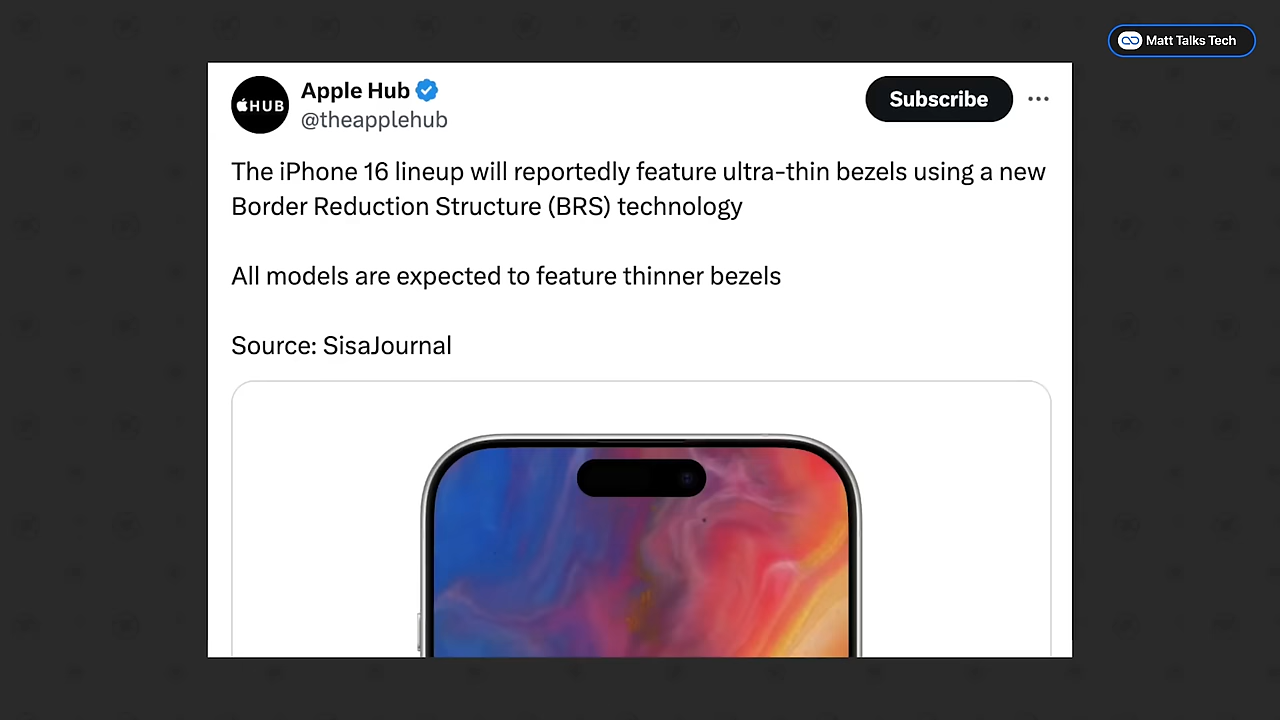 Matt Talks Tech
HUB
Apple Hub
@theapplehub
Subscribe
The iPhone 16 lineup will reportedly feature ultra-thin bezels using a new
Border Reduction Structure (BRS) technology
All models are expected to feature thinner bezels
Source: SisaJournal